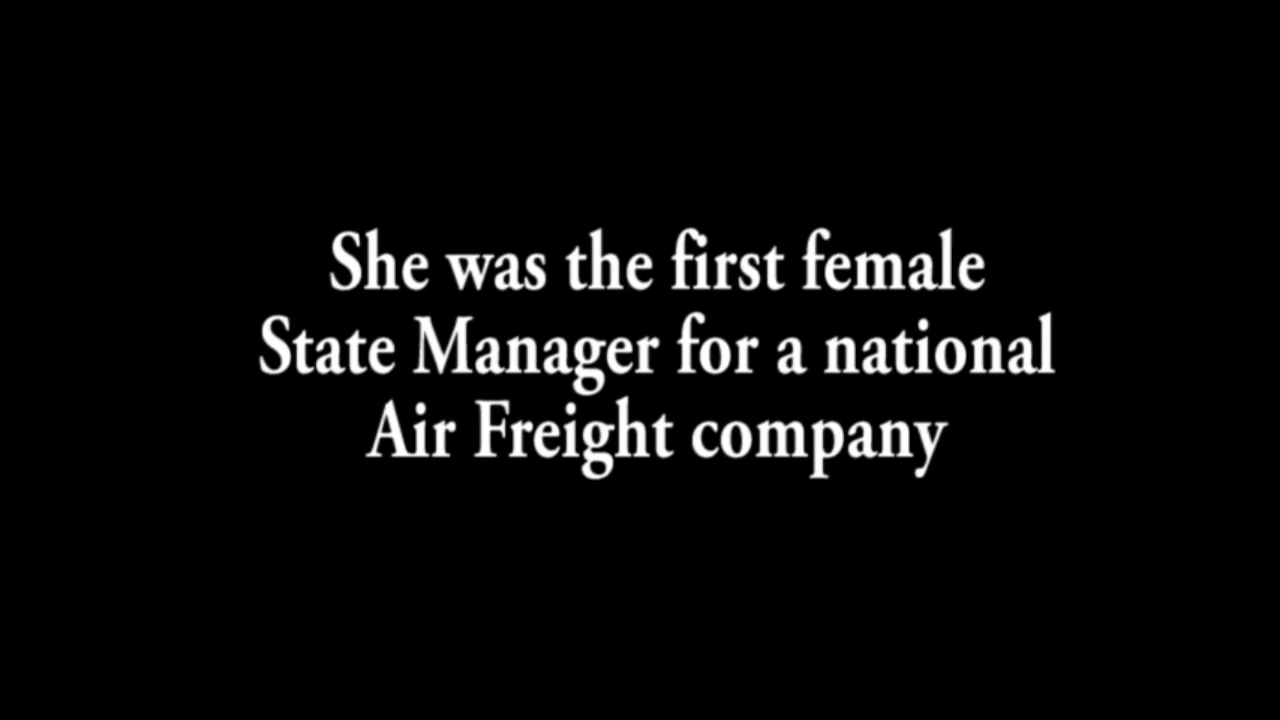 She was the first female
State Manager for a national
Air Freight company